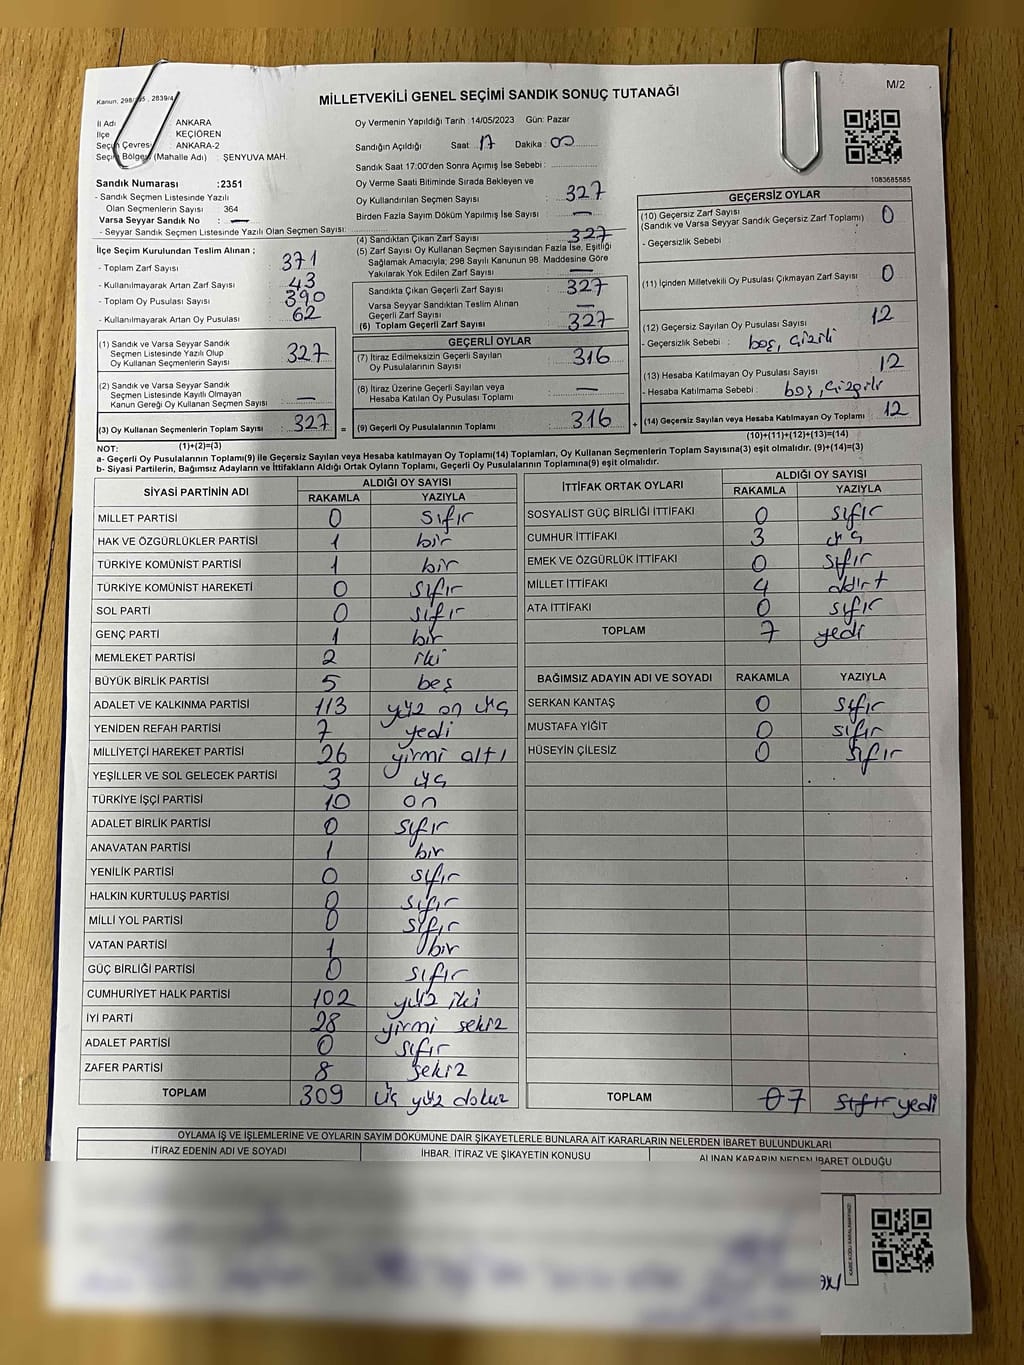 M/2
Kanun. 298/ , 2839/4
MİLLETVEKİLİ GENEL SEÇİMİ SANDIK SONUÇ TUTANAĞI
İl Adı : ANKARA
İlçe : KEÇİÖREN
Seçim Çevresi : ANKARA-2
Seçim Bölgesi (Mahalle Adı) : ŞENYUVA MAH.
Oy Vermenin Yapıldığı Tarih :14/05/2023 Gün: Pazar
Sandığın Açıldığı Saat 17 Dakika : 00
Sandık Saat 17:00'den Sonra Açılmış İse Sebebi :
1083685585
Sandık Numarası :2351
- Sandık Seçmen Listesinde Yazılı
Olan Seçmenlerin Sayısı : 364
Varsa Seyyar Sandık No : —
- Seyyar Sandık Seçmen Listesinde Yazılı Olan Seçmen Sayısı:
Oy Verme Saati Bitiminde Sırada Bekleyen ve
Oy Kullandırılan Seçmen Sayısı : 327
Birden Fazla Sayım Döküm Yapılmış İse Sayısı : —
İlçe Seçim Kurulundan Teslim Alınan ;
- Toplam Zarf Sayısı : 371
- Kullanılmayarak Artan Zarf Sayısı : 43
- Toplam Oy Pusulası Sayısı : 390
- Kullanılmayarak Artan Oy Pusulası : 62
(4) Sandıktan Çıkan Zarf Sayısı : 327
(5) Zarf Sayısı Oy Kullanan Seçmen Sayısından Fazla İse, Eşitliği
Sağlamak Amacıyla; 298 Sayılı Kanunun 98. Maddesine Göre
Yakılarak Yok Edilen Zarf Sayısı : —
Sandıkta Çıkan Geçerli Zarf Sayısı : 327
Varsa Seyyar Sandıktan Teslim Alınan
Geçerli Zarf Sayısı : —
(6) Toplam Geçerli Zarf Sayısı : 327
(1) Sandık ve Varsa Seyyar Sandık
Seçmen Listesinde Yazılı Olup
Oy Kullanan Seçmenlerin Sayısı : 327
(2) Sandık ve Varsa Seyyar Sandık
Seçmen Listesinde Kayıtlı Olmayan
Kanun Gereği Oy Kullanan Seçmen Sayısı : —
(3) Oy Kullanan Seçmenlerin Toplam Sayısı : 327 =
(1)+(2)=(3)
GEÇERLİ OYLAR
(7) İtiraz Edilmeksizin Geçerli Sayılan
Oy Pusulalarının Sayısı : 316
(8) İtiraz Üzerine Geçerli Sayılan veya
Hesaba Katılan Oy Pusulası Toplamı : —
(9) Geçerli Oy Pusulalarının Toplamı : 316 +
GEÇERSİZ OYLAR
(10) Geçersiz Zarf Sayısı
(Sandık ve Varsa Seyyar Sandık Geçersiz Zarf Toplamı) : 0
- Geçersizlik Sebebi :
(11) İçinden Milletvekili Oy Pusulası Çıkmayan Zarf Sayısı : 0
(12) Geçersiz Sayılan Oy Pusulası Sayısı : 12
- Geçersizlik Sebebi : boş, Çizili
(13) Hesaba Katılmayan Oy Pusulası Sayısı : 12
- Hesaba Katılmama Sebebi : boş,
(14) Geçersiz Sayılan veya Hesaba Katılmayan Oy Toplamı : 12
(10)+(11)+(12)+(13)=(14)
NOT:
a- Geçerli Oy Pusulalarının Toplamı(9) ile Geçersiz Sayılan veya Hesaba katılmayan Oy Toplamı(14) Toplamları, Oy Kullanan Seçmenlerin Toplam Sayısına(3) eşit olmalıdır. (9)+(14)=(3)
b- Siyasi Partilerin, Bağımsız Adayların ve İttifakların Aldığı Ortak Oyların Toplamı, Geçerli Oy Pusulalarının Toplamına(9) eşit olmalıdır.
SİYASİ PARTİNİN ADI ALDIĞI OY SAYISI
RAKAMLA YAZIYLA
MİLLET PARTİSİ 0 sıfır
HAK VE ÖZGÜRLÜKLER PARTİSİ 1 bir
TÜRKİYE KOMÜNİST PARTİSİ 1 bir
TÜRKİYE KOMÜNİST HAREKETİ 0 sıfır
SOL PARTİ 0 sıfır
GENÇ PARTİ 1 bir
MEMLEKET PARTİSİ 2 iki
BÜYÜK BİRLİK PARTİSİ 5 beş
ADALET VE KALKINMA PARTİSİ 113 yüz on üç
YENİDEN REFAH PARTİSİ 7 yedi
MİLLİYETÇİ HAREKET PARTİSİ 26 yirmi altı
YEŞİLLER VE SOL GELECEK PARTİSİ 3 üç
TÜRKİYE İŞÇİ PARTİSİ 10 on
ADALET BİRLİK PARTİSİ 0 sıfır
ANAVATAN PARTİSİ 1 bir
YENİLİK PARTİSİ 0 sıfır
HALKIN KURTULUŞ PARTİSİ 0 sıfır
MİLLİ YOL PARTİSİ 0 sıfır
VATAN PARTİSİ 1 bir
GÜÇ BİRLİĞİ PARTİSİ 0 sıfır
CUMHURİYET HALK PARTİSİ 102 yüz iki
İYİ PARTİ 28 yirmi sekiz
ADALET PARTİSİ 0 sıfır
ZAFER PARTİSİ 8 sekiz
TOPLAM 309 üç yüz dokuz
İTTİFAK ORTAK OYLARI ALDIĞI OY SAYISI
RAKAMLA YAZIYLA
SOSYALİST GÜÇ BİRLİĞİ İTTİFAKI 0 sıfır
CUMHUR İTTİFAKI 3 üç
EMEK VE ÖZGÜRLÜK İTTİFAKI 0 sıfır
MİLLET İTTİFAKI 4 dört
ATA İTTİFAKI 0 sıfır
TOPLAM 7 yedi
BAĞIMSIZ ADAYIN ADI VE SOYADI RAKAMLA YAZIYLA
SERKAN KANTAŞ 0 sıfır
MUSTAFA YİĞİT 0 sıfır
HÜSEYİN ÇİLESİZ 0 sıfır
TOPLAM 07 sıfır yedi
OYLAMA İŞ VE İŞLEMLERİNE VE OYLARIN SAYIM DÖKÜMÜNE DAİR ŞİKAYETLERLE BUNLARA AİT KARARLARIN NELERDEN İBARET BULUNDUKLARI
İTİRAZ EDENİN ADI VE SOYADI İHBAR, İTİRAZ VE ŞİKAYETİN KONUSU ALINAN KARARIN NEDEN İBARET OLDUĞU